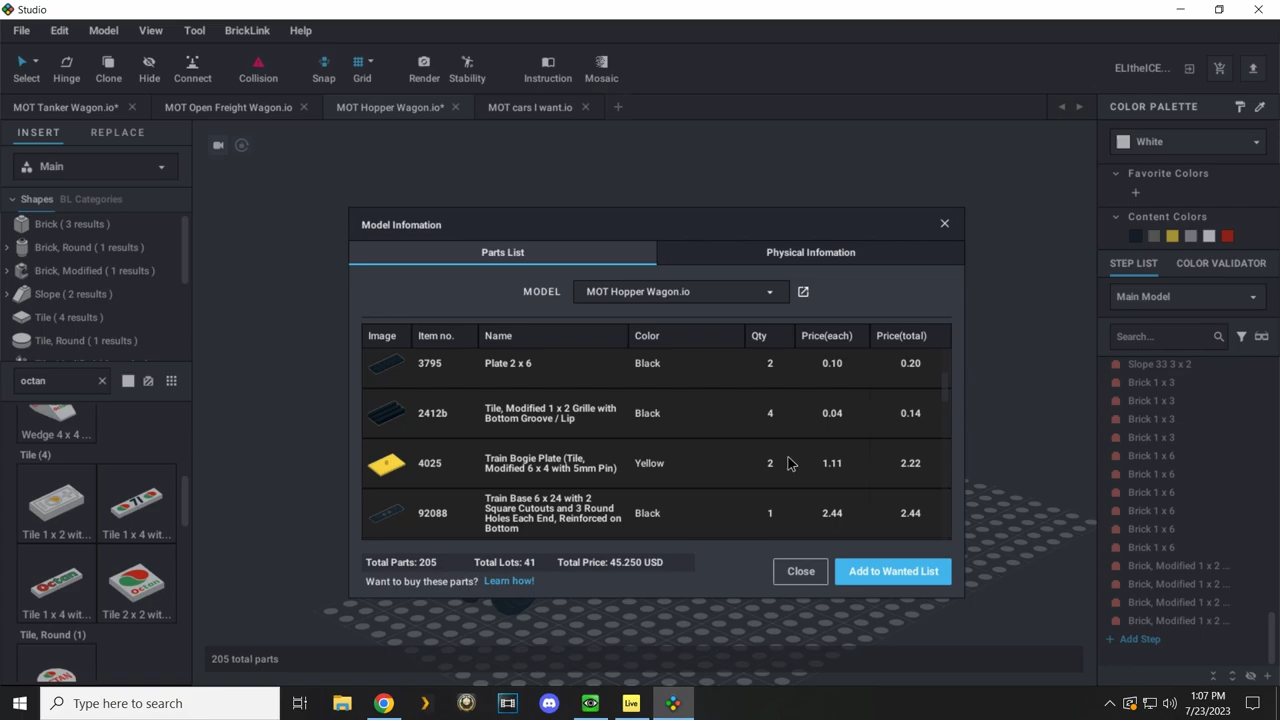 Studio
File Edit Model View Tool BrickLink Help
Select Hinge Clone Hide Connect Collision Snap Grid Render Stability Instruction Mosaic
ELItheICE...
MOT Tanker Wagon.io* MOT Open Freight Wagon.io MOT Hopper Wagon.io* MOT cars I want.io
COLOR PALETTE
INSERT REPLACE
Main
White
Shapes BL Categories
Favorite Colors
Brick ( 3 results )
Brick, Round ( 1 results )
Brick, Modified ( 1 results )
Slope ( 2 results )
Tile ( 4 results )
Tile, Round ( 1 results )
octan
Wedge 4 x 4 ...
Tile (4)
Tile 1 x 2 wit... Tile 1 x 4 wit...
Tile 1 x 4 wit... Tile 2 x 2 wit...
Tile, Round (1)
Model Infomation
Parts List Physical Infomation
MODEL MOT Hopper Wagon.io
Image Item no. Name Color Qty Price(each) Price(total)
3795 Plate 2 x 6 Black 2 0.10 0.20
2412b Tile, Modified 1 x 2 Grille with
Bottom Groove / Lip Black 4 0.04 0.14
4025 Train Bogie Plate (Tile,
Modified 6 x 4 with 5mm Pin) Yellow 2 1.11 2.22
92088 Train Base 6 x 24 with 2
Square Cutouts and 3 Round
Holes Each End, Reinforced on
Bottom Black 1 2.44 2.44
Total Parts: 205 Total Lots: 41 Total Price: 45.250 USD
Want to buy these parts? Learn how!
Close Add to Wanted List
205 total parts
Content Colors
STEP LIST COLOR VALIDATOR
Main Model
Search...
Slope 33 3 x 2
Brick 1 x 3
Brick 1 x 3
Brick 1 x 3
Brick 1 x 3
Brick 1 x 6
Brick 1 x 6
Brick 1 x 6
Brick 1 x 6
Brick 1 x 6
Brick 1 x 6
Brick, Modified 1 x 2 ...
Brick, Modified 1 x 2 ...
Brick, Modified 1 x 2 ...
Brick, Modified 1 x 2 ...
+ Add Step
Type here to search
Live
1:07 PM
7/23/2023